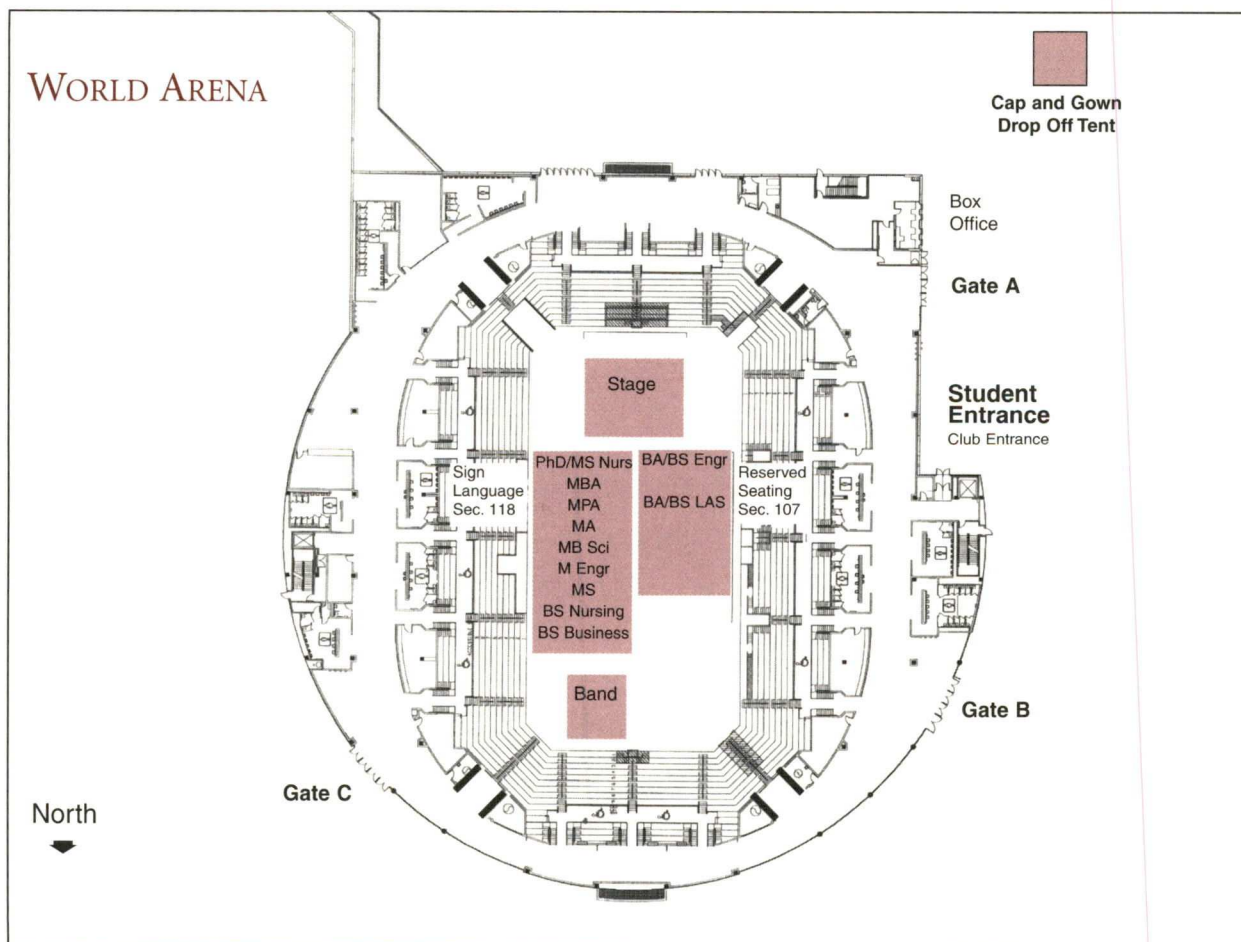 WORLD ARENA
Cap and Gown
Drop Off Tent
Box
Office
Gate A
Stage
Student
Entrance
Club Entrance
PhD/MS Nurs
MBA
MPA
MA
MB Sci
M Engr
MS
BS Nursing
BS Business
BA/BS Engr
BA/BS LAS
Sign
Language
Sec. 118
Reserved
Seating
Sec. 107
Band
Gate B
Gate C
North